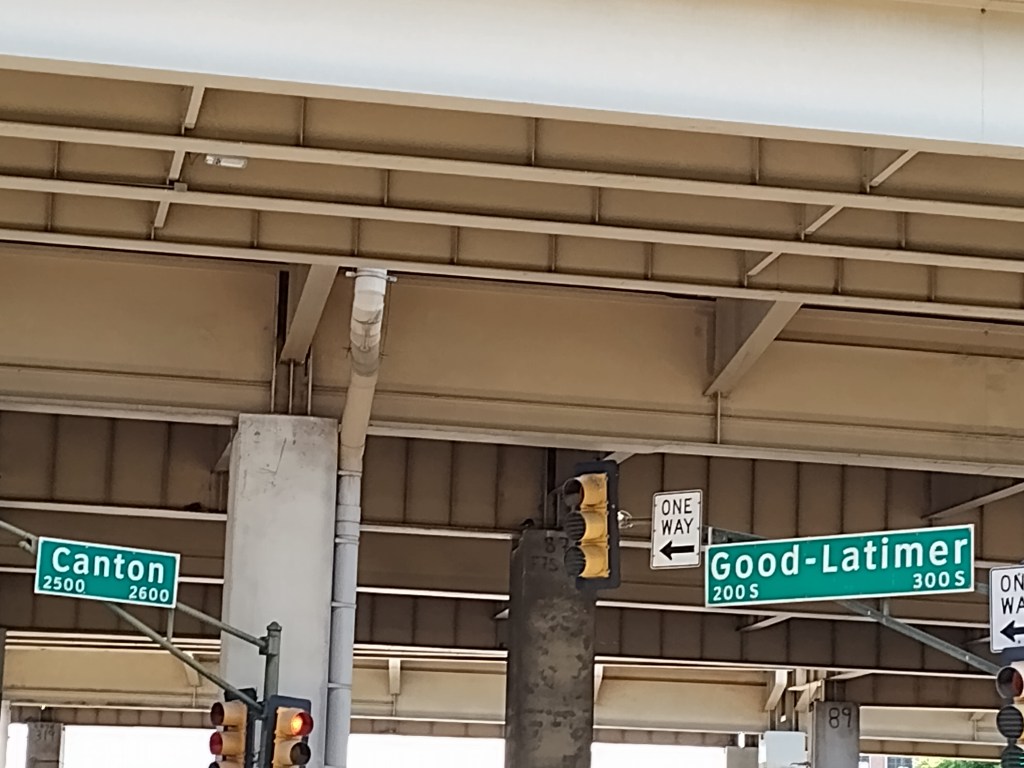 Canton
2500 2600
ONE
WAY
Good-Latimer
200 S 300 S
89